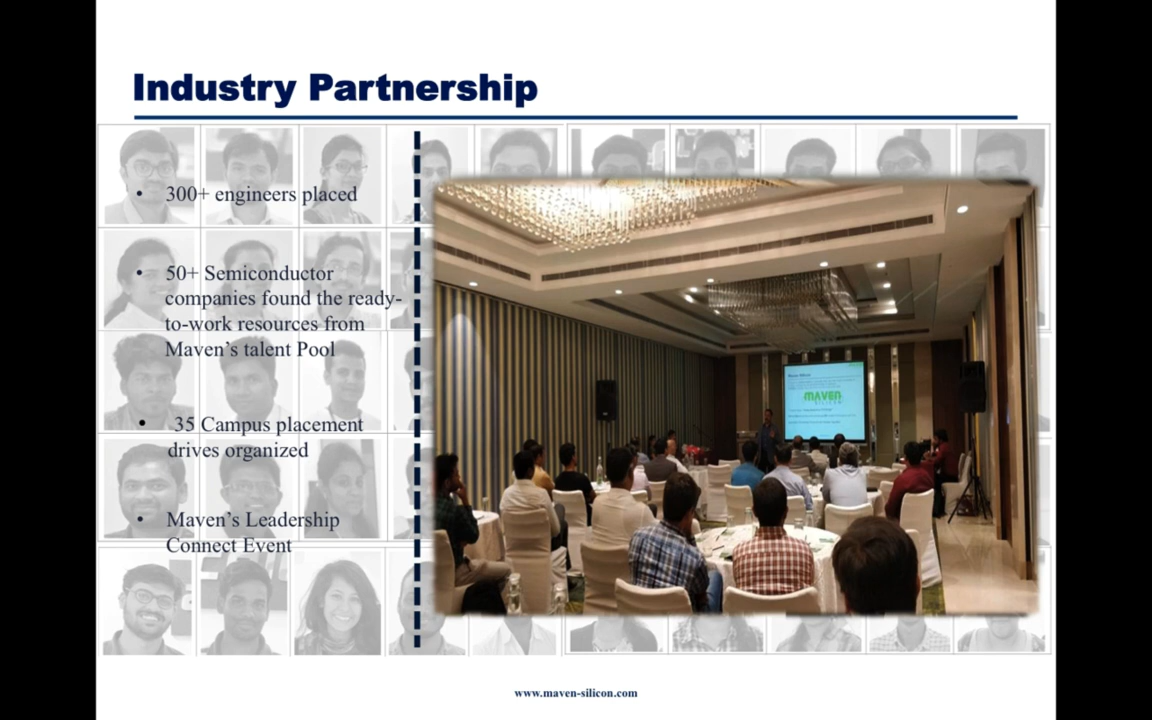 Industry Partnership
• 300+ engineers placed
• 50+ Semiconductor
companies found the ready-
to-work resources from
Maven's talent Pool
• 35 Campus placement
drives organized
• Maven's Leadership
Connect Event
MAVEN
SILICON
www.maven-silicon.com